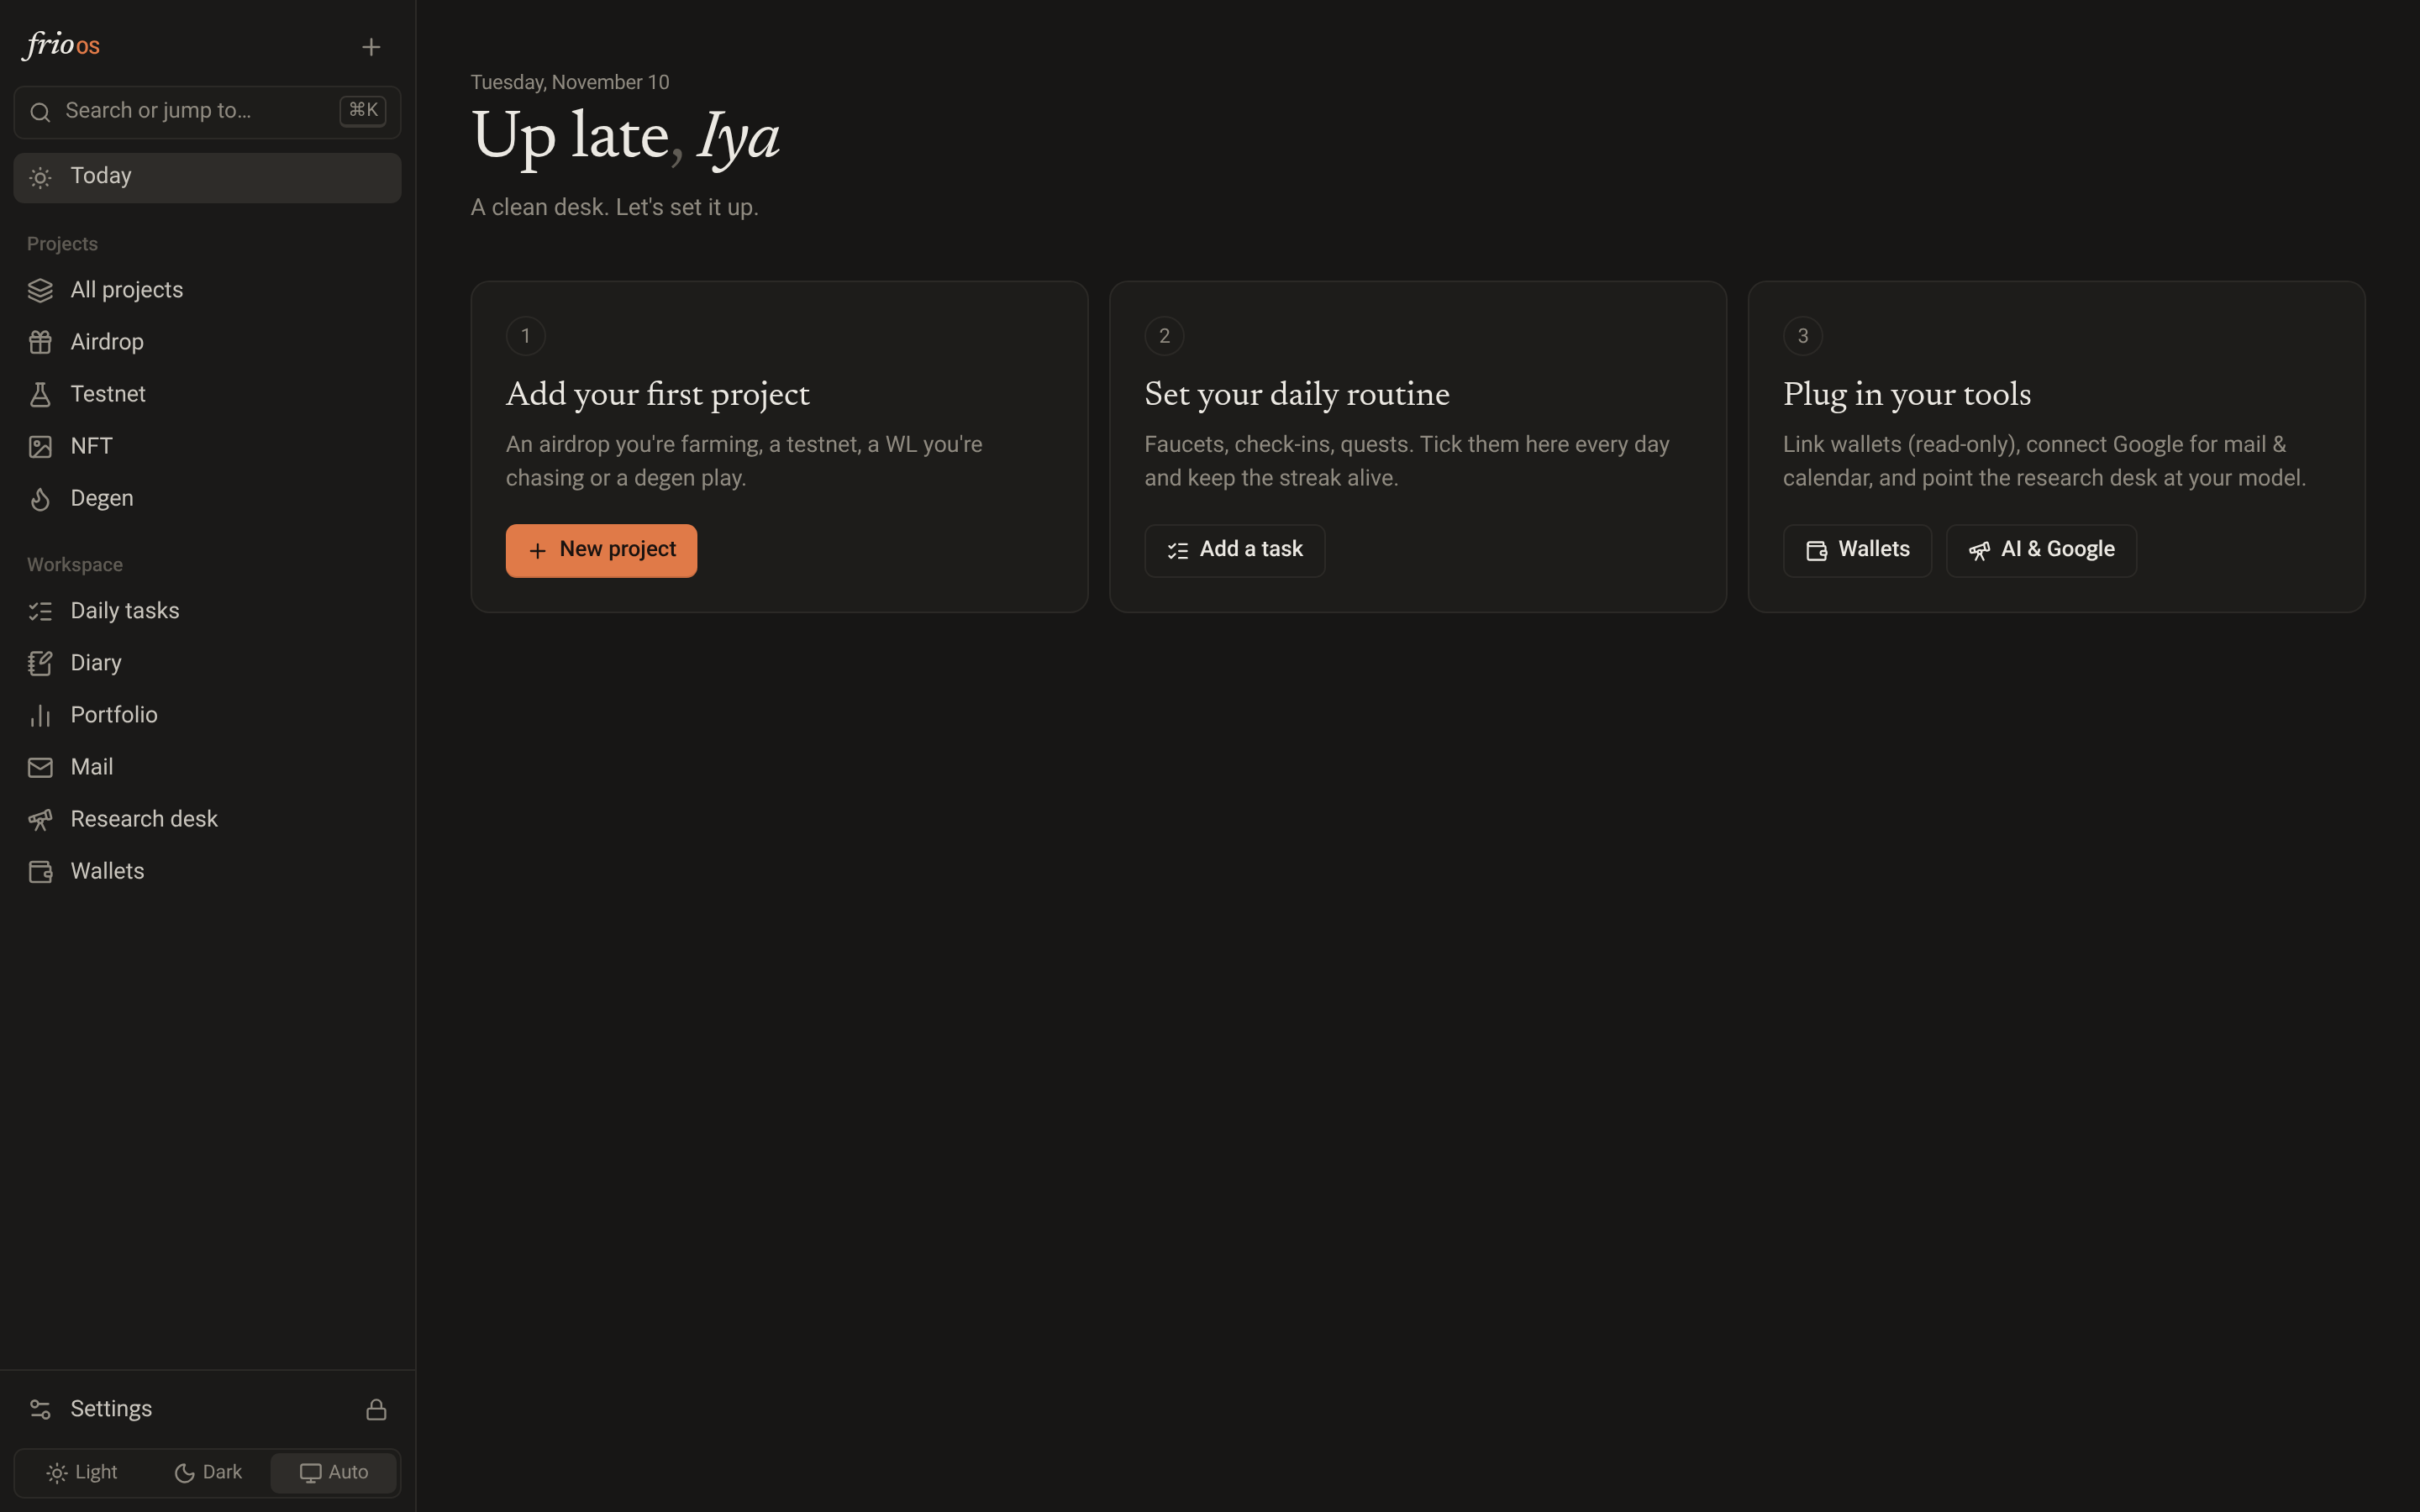 frio os
Search or jump to...
⌘K
Today
Projects
All projects
Airdrop
Testnet
NFT
Degen
Workspace
Daily tasks
Diary
Portfolio
Mail
Research desk
Wallets
Settings
Light
Dark
Auto
Tuesday, November 10
Up late, Iya
A clean desk. Let's set it up.
1
Add your first project
An airdrop you're farming, a testnet, a WL you're
chasing or a degen play.
New project
2
Set your daily routine
Faucets, check-ins, quests. Tick them here every day
and keep the streak alive.
Add a task
3
Plug in your tools
Link wallets (read-only), connect Google for mail &
calendar, and point the research desk at your model.
Wallets
AI & Google